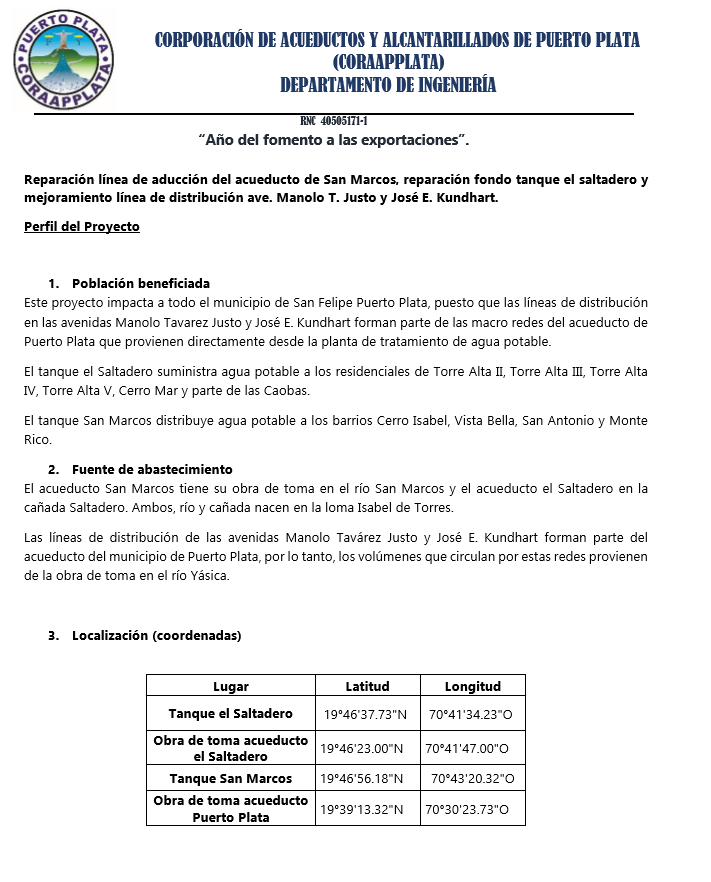 PUERTO PLATA
CORAAPPLATA
CORPORACIÓN DE ACUEDUCTOS Y ALCANTARILLADOS DE PUERTO PLATA
(CORAAPPLATA)
DEPARTAMENTO DE INGENIERÍA
RNC 40505171-1
“Año del fomento a las exportaciones”.
Reparación línea de aducción del acueducto de San Marcos, reparación fondo tanque el saltadero y
mejoramiento línea de distribución ave. Manolo T. Justo y José E. Kundhart.
Perfil del Proyecto
1. Población beneficiada
Este proyecto impacta a todo el municipio de San Felipe Puerto Plata, puesto que las líneas de distribución
en las avenidas Manolo Tavarez Justo y José E. Kundhart forman parte de las macro redes del acueducto de
Puerto Plata que provienen directamente desde la planta de tratamiento de agua potable.
El tanque el Saltadero suministra agua potable a los residenciales de Torre Alta II, Torre Alta III, Torre Alta
IV, Torre Alta V, Cerro Mar y parte de las Caobas.
El tanque San Marcos distribuye agua potable a los barrios Cerro Isabel, Vista Bella, San Antonio y Monte
Rico.
2. Fuente de abastecimiento
El acueducto San Marcos tiene su obra de toma en el río San Marcos y el acueducto el Saltadero en la
cañada Saltadero. Ambos, río y cañada nacen en la loma Isabel de Torres.
Las líneas de distribución de las avenidas Manolo Tavárez Justo y José E. Kundhart forman parte del
acueducto del municipio de Puerto Plata, por lo tanto, los volúmenes que circulan por estas redes provienen
de la obra de toma en el río Yásica.
3. Localización (coordenadas)
Lugar Latitud Longitud
Tanque el Saltadero 19°46'37.73"N 70°41'34.23"O
Obra de toma acueducto
el Saltadero 19°46'23.00"N 70°41'47.00"O
Tanque San Marcos 19°46'56.18"N 70°43'20.32"O
Obra de toma acueducto
Puerto Plata 19°39'13.32"N 70°30'23.73"O